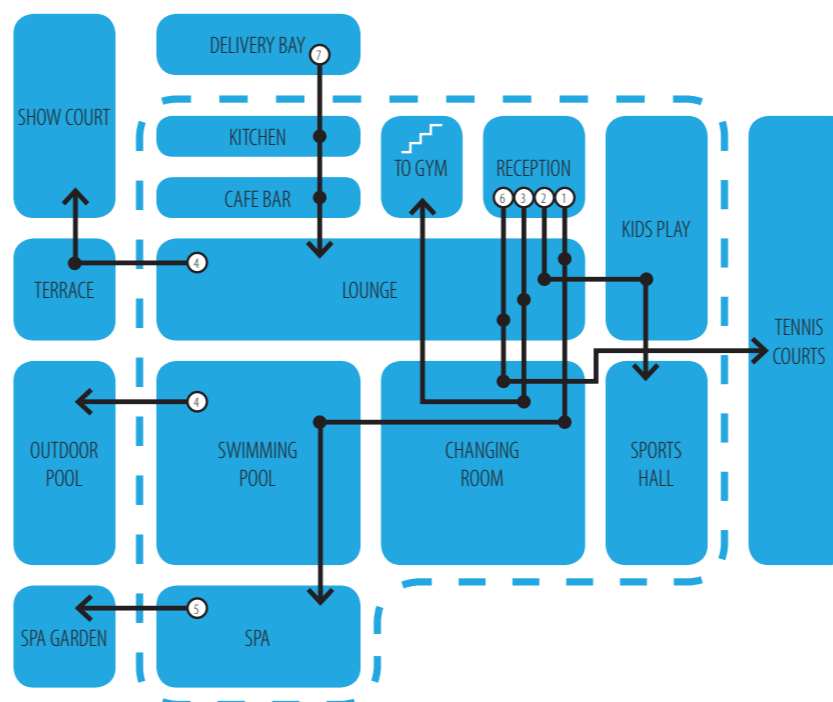 DELIVERY BAY
7
SHOW COURT
KITCHEN
TO GYM
RECEPTION
CAFE BAR
6
3
2
1
KIDS PLAY
4
TERRACE
LOUNGE
TENNIS
COURTS
4
OUTDOOR
POOL
SWIMMING
POOL
CHANGING
ROOM
SPORTS
HALL
5
SPA GARDEN
SPA